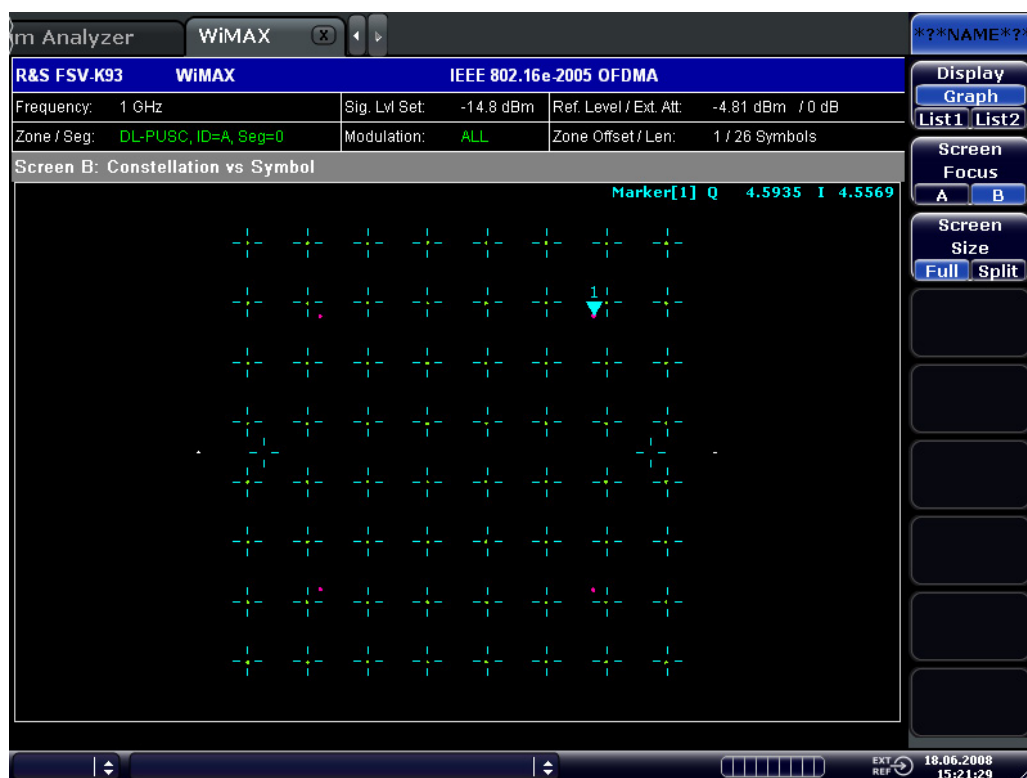 m Analyzer WiMAX X *?*NAME*?*
R&S FSV-K93 WiMAX IEEE 802.16e-2005 OFDMA
Frequency: 1 GHz Sig. Lvl Set: -14.8 dBm Ref. Level / Ext. Att: -4.81 dBm / 0 dB
Zone / Seg: DL-PUSC, ID=A, Seg=0 Modulation: ALL Zone Offset / Len: 1 / 26 Symbols
Screen B: Constellation vs Symbol
Marker[1] Q 4.5935 I 4.5569
1
Display
Graph
List1 List2
Screen
Focus
A B
Screen
Size
Full Split
EXT REF 18.06.2008
15:21:29